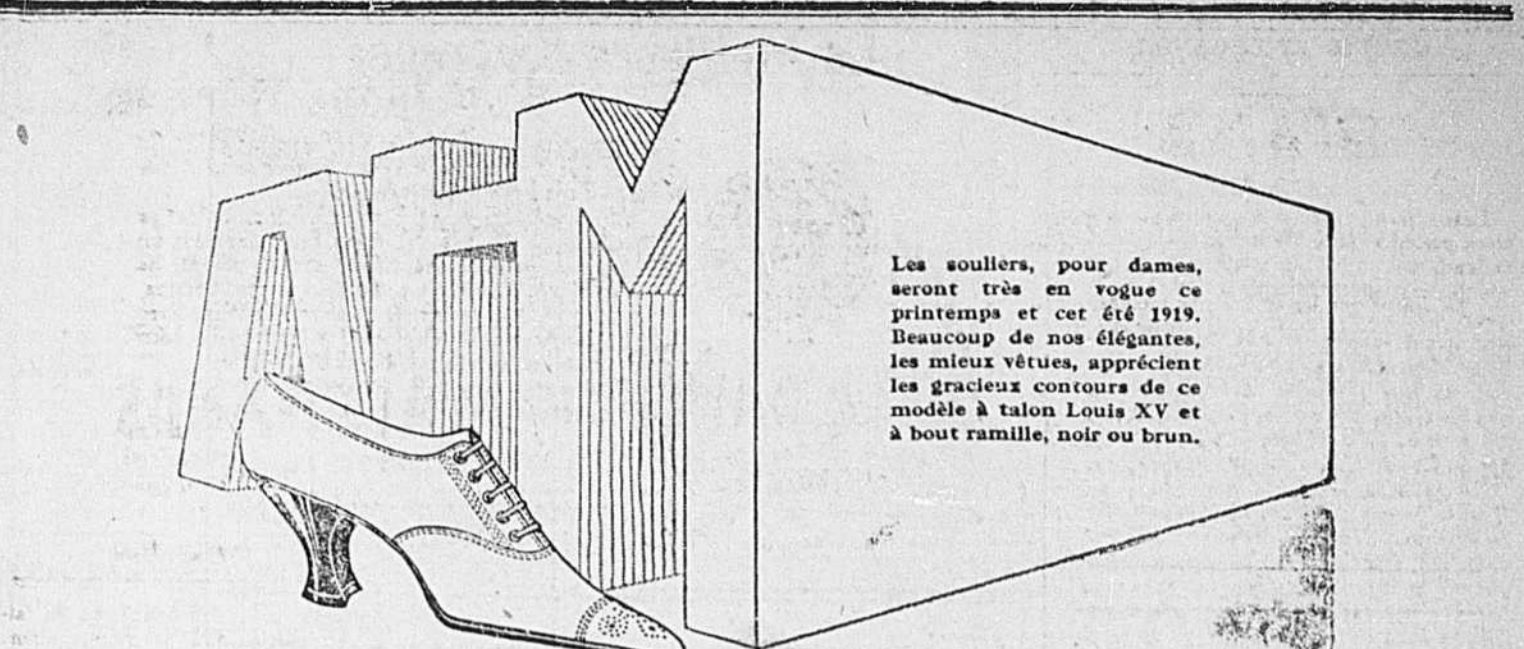 AHM
Les souliers, pour dames,
seront très en vogue ce
printemps et cet été 1919.
Beaucoup de nos élégantes,
les mieux vêtues, apprécient
les gracieux contours de ce
modèle à talon Louis XV et
à bout ramille, noir ou brun.